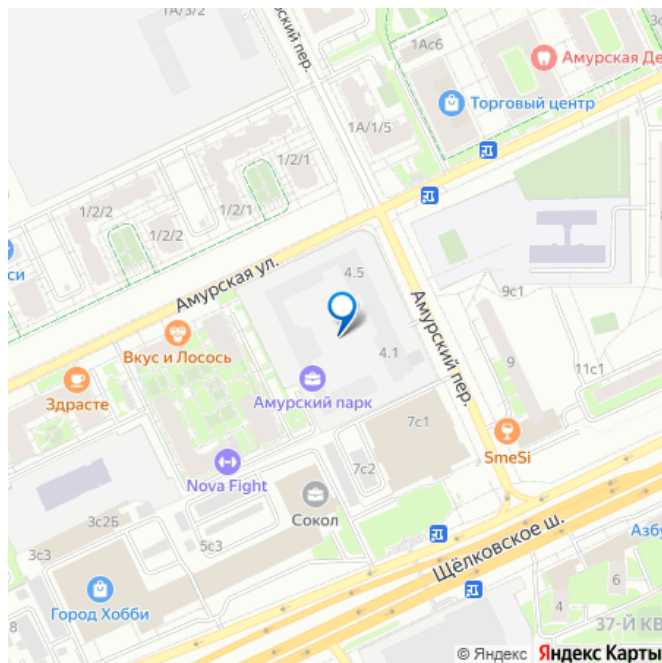 1А/3/2
Амурский пер.
1Ас6
Амурская Де
Торговый центр
1А/1/5
1/2/1
1/2/2
1/2/1
1/2/2
си
Амурская ул.
4.5
9с1
Амурский пер.
Вкус и Лосось
4.1
9
11с1
Здрасте
Амурский парк
7с1
SmeSi
Nova Fight
7с2
Сокол
3с2Б
5с3
3с3
Щёлковское ш.
Азбу
Город Хобби
8
6
4
37-Й КВ
© Яндекс Яндекс Карты